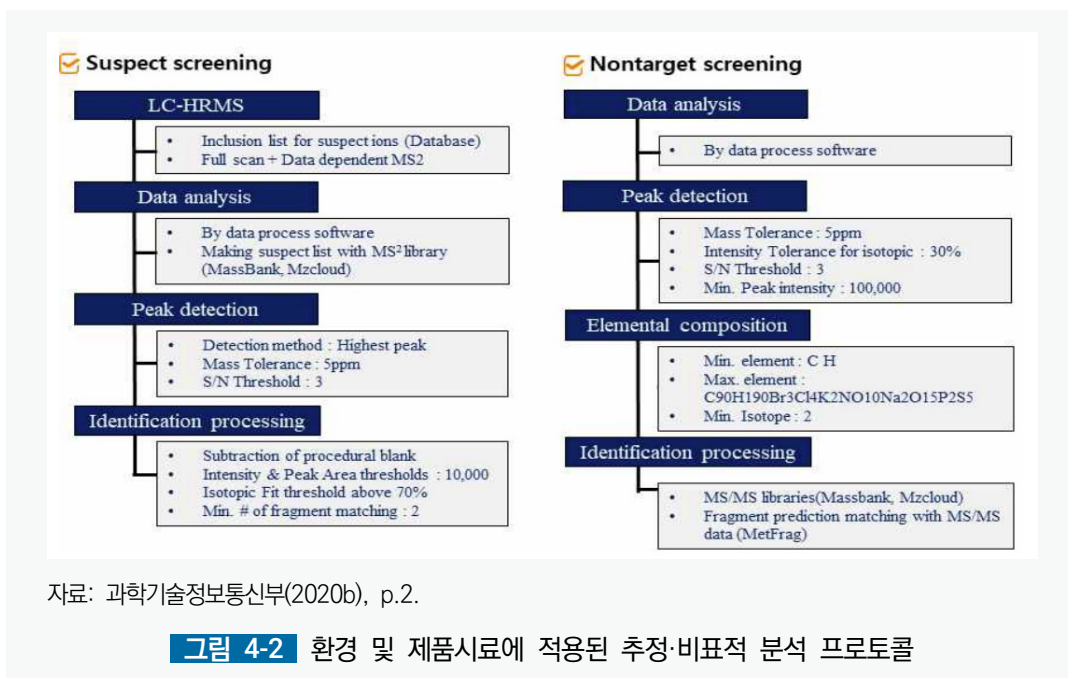 Suspect screening
LC-HRMS
• Inclusion list for suspect ions (Database)
• Full scan + Data dependent MS2
Data analysis
• By data process software
• Making suspect list with MS² library
(MassBank, Mzcloud)
Peak detection
• Detection method : Highest peak
• Mass Tolerance : 5ppm
• S/N Threshold : 3
Identification processing
• Subtraction of procedural blank
• Intensity & Peak Area thresholds : 10,000
• Isotopic Fit threshold above 70%
• Min. # of fragment matching : 2
Nontarget screening
Data analysis
• By data process software
Peak detection
• Mass Tolerance : 5ppm
• Intensity Tolerance for isotopic : 30%
• S/N Threshold : 3
• Min. Peak intensity : 100,000
Elemental composition
• Min. element : C H
• Max. element :
C90H190Br3Cl4K2NO10Na2O15P2S5
• Min. Isotope : 2
Identification processing
• MS/MS libraries(Massbank, Mzcloud)
• Fragment prediction matching with MS/MS
data (MetFrag)
자료: 과학기술정보통신부(2020b), p.2.
그림 4-2 환경 및 제품시료에 적용된 추정·비표적 분석 프로토콜